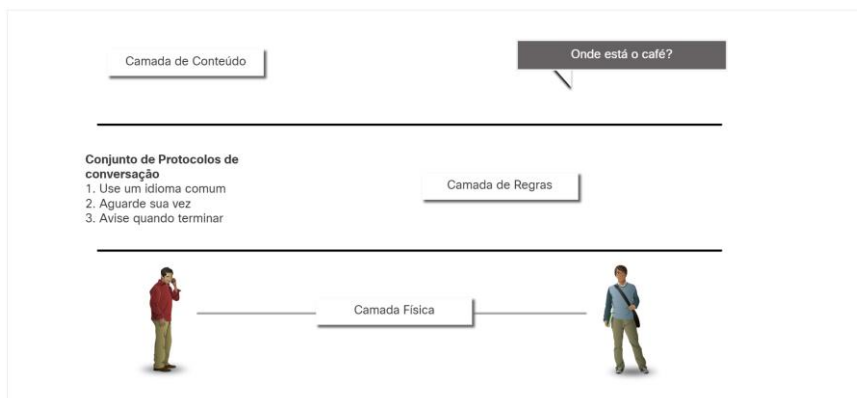 Camada de Conteúdo
Onde está o café?
Conjunto de Protocolos de
conversação
1. Use um idioma comum
2. Aguarde sua vez
3. Avise quando terminar
Camada de Regras
Camada Física